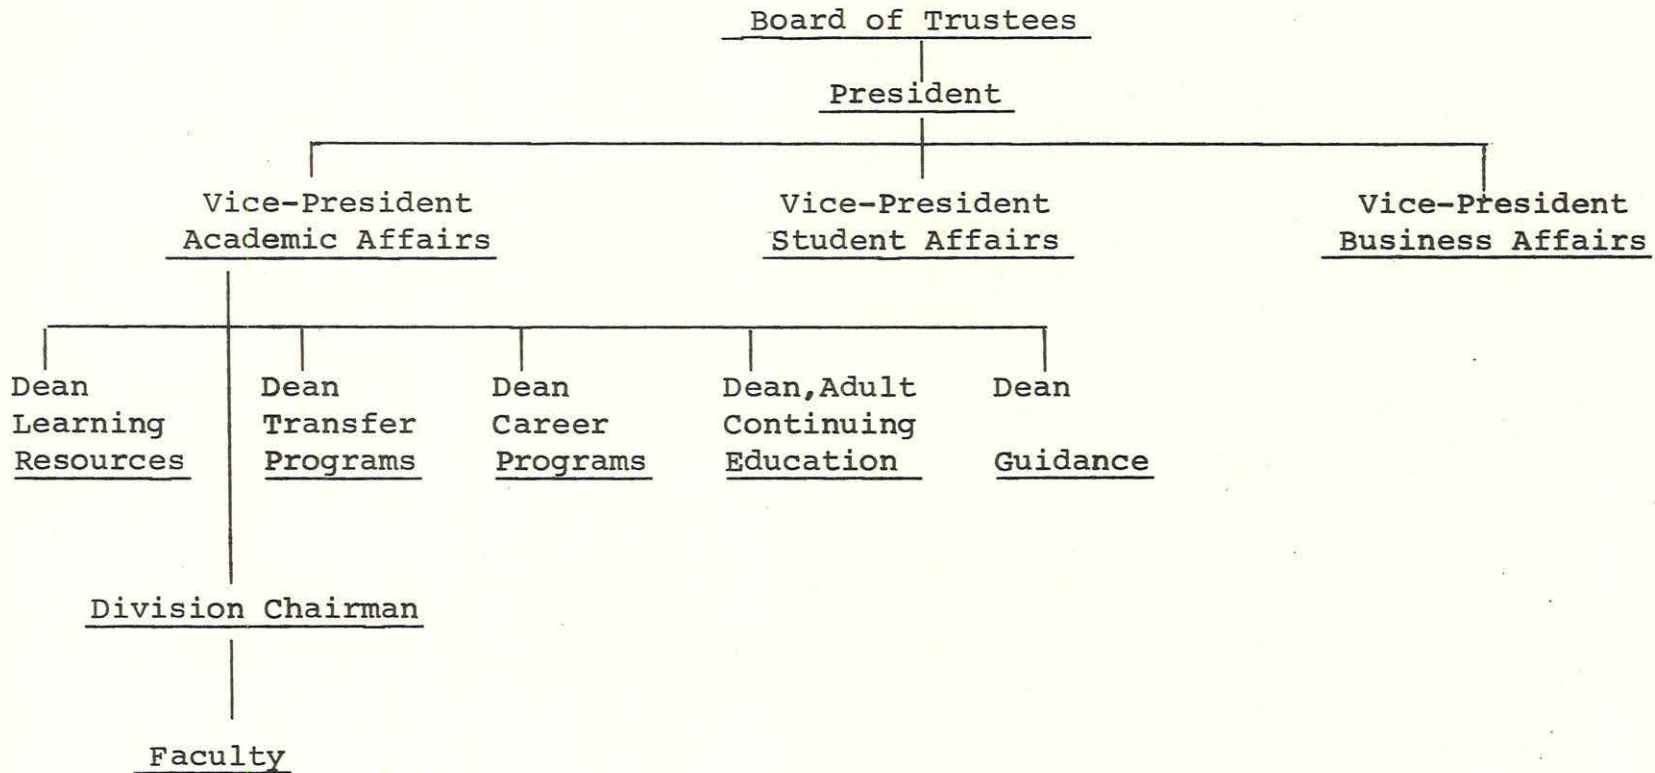 Board of Trustees
President
Vice-President
Academic Affairs
Vice-President
Student Affairs
Vice-President
Business Affairs
Dean
Learning
Resources
Dean
Transfer
Programs
Dean
Career
Programs
Dean,Adult
Continuing
Education
Dean
Guidance
Division Chairman
Faculty